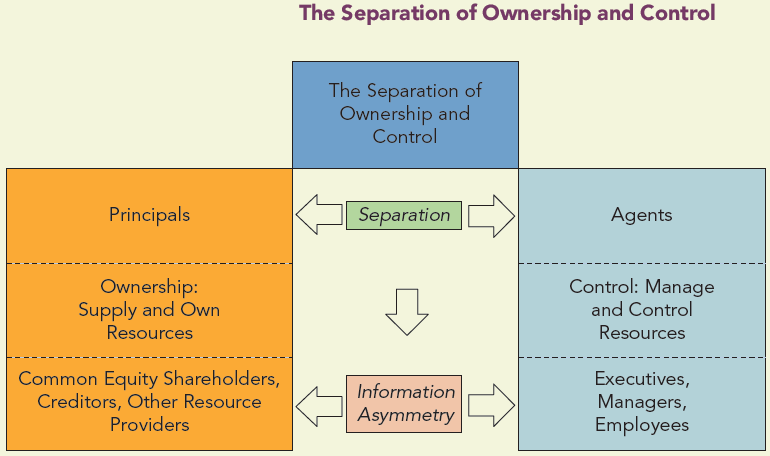 The Separation of Ownership and Control
The Separation of
Ownership and
Control
Principals
Separation
Agents
Ownership:
Supply and Own
Resources
Control: Manage
and Control
Resources
Common Equity Shareholders,
Creditors, Other Resource
Providers
Information
Asymmetry
Executives,
Managers,
Employees